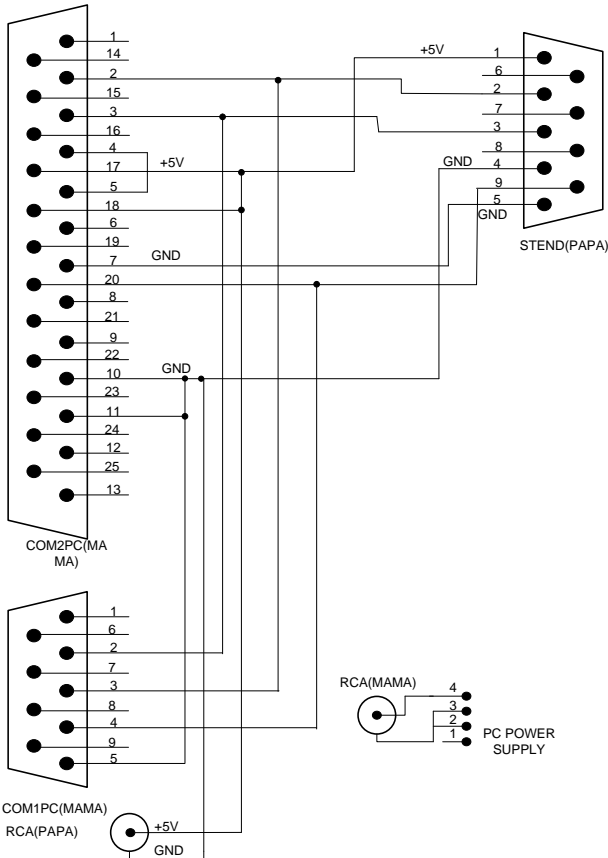 1
14
2
15
3
16
4
17 +5V
5
18
6
19
7 GND
20
8
21
9
22
10 GND
23
11
24
12
25
13
COM2PC(MA
MA)
+5V 1
6
2
7
3
8
GND 4
9
5
GND
STEND(PAPA)
1
6
2
7
3
8
4
9
5
COM1PC(MAMA)
RCA(PAPA)
+5V
GND
RCA(MAMA)
4
3
2
1
PC POWER
SUPPLY